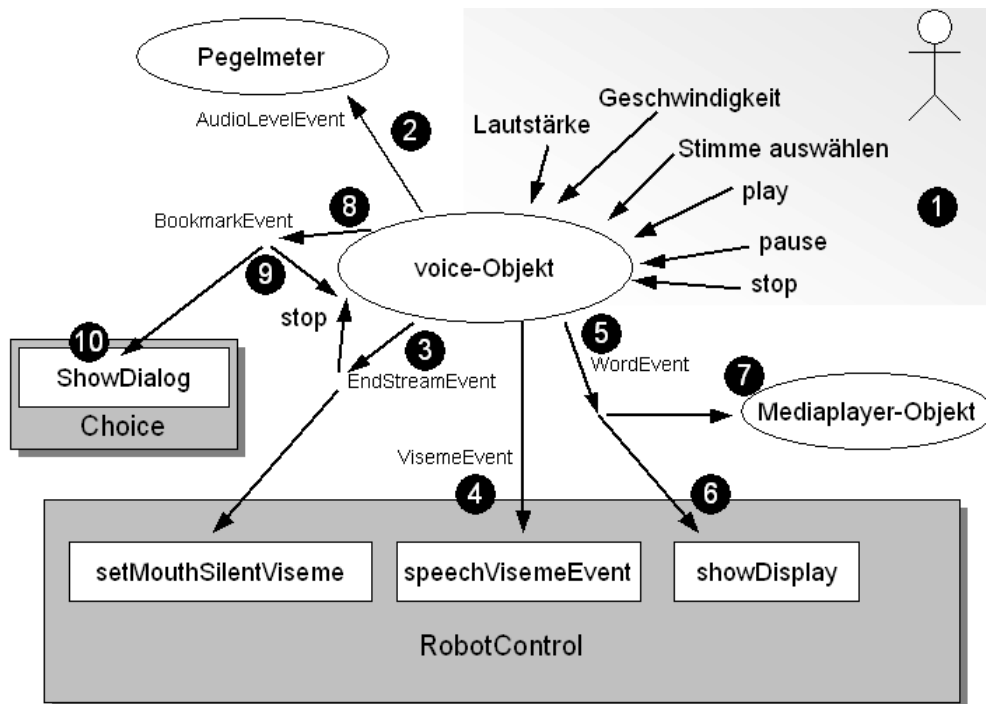 Pegelmeter
AudioLevelEvent
2
Geschwindigkeit
Lautstärke
Stimme auswählen
play
1
pause
stop
BookmarkEvent
8
voice-Objekt
9
stop
3
EndStreamEvent
10
ShowDialog
Choice
5
WordEvent
7
Mediaplayer-Objekt
VisemeEvent
4
6
setMouthSilentViseme
speechVisemeEvent
showDisplay
RobotControl